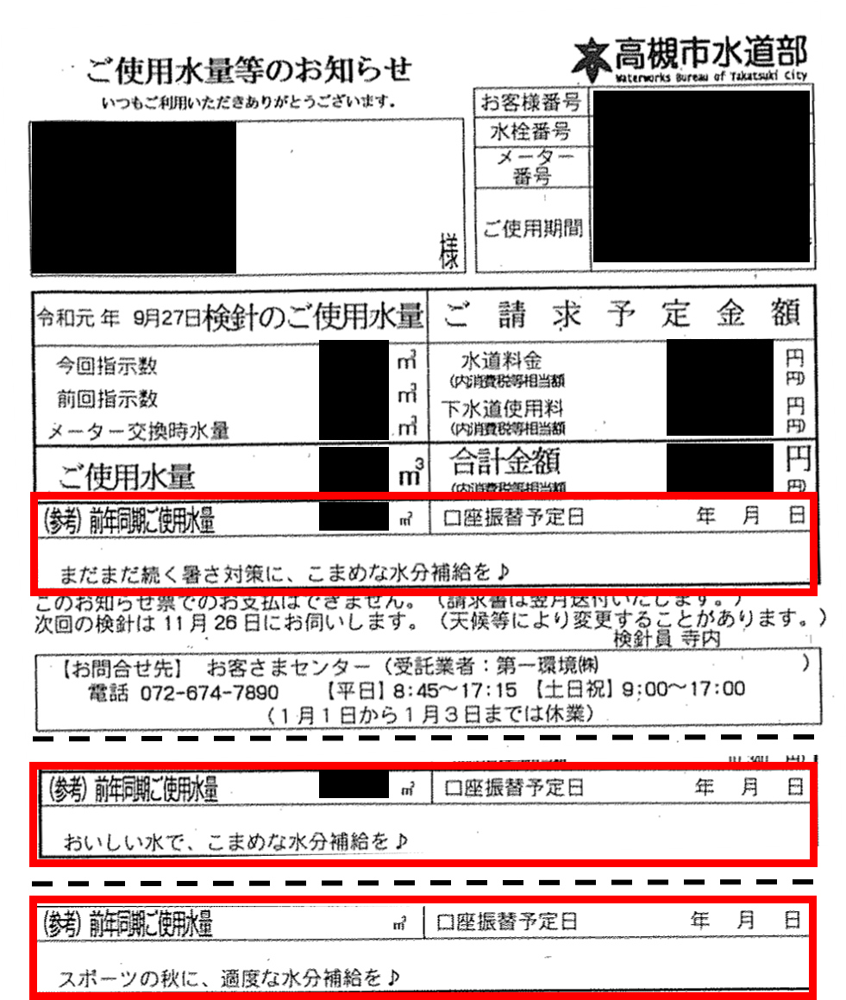 ご使用水量等のお知らせ
いつもご利用いただきありがとうございます。
高槻市水道部
Waterworks Bureau of Takatsuki City
お客様番号
水栓番号
メーター
番号
ご使用期間
様
令和元年 9月27日検針のご使用水量
ご請求予定金額
今回指示数 m³
前回指示数 m³
メーター交換時水量 m³
水道料金 円
(内消費税等相当額 円)
下水道使用料 円
(内消費税等相当額 円)
ご使用水量 m³
合計金額 円
(内消費税等相当額 円)
(参考) 前年同期ご使用水量 m³
口座振替予定日 年 月 日
まだまだ続く暑さ対策に、こまめな水分補給を♪
このお知らせ票でのお支払はできません。(請求書は翌月送付いたします。)
次回の検針は 11月 26日にお伺いします。(天候等により変更することがあります。)
検針員 寺内
【お問合せ先】 お客さまセンター(受託業者:第一環境㈱ )
電話 072-674-7890 【平日】8:45〜17:15 【土日祝】9:00〜17:00
(1月1日から1月3日までは休業)
(参考) 前年同期ご使用水量 m³
口座振替予定日 年 月 日
おいしい水で、こまめな水分補給を♪
(参考) 前年同期ご使用水量 m³
口座振替予定日 年 月 日
スポーツの秋に、適度な水分補給を♪